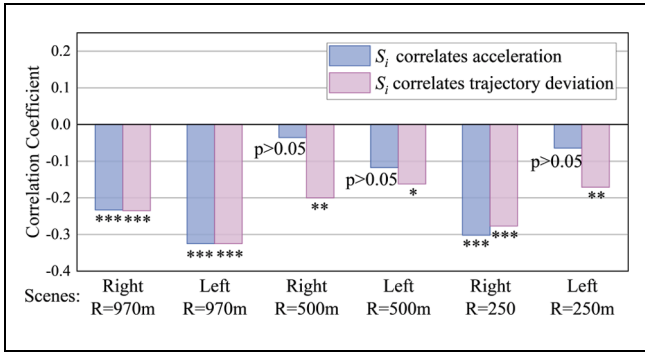 Correlation Coefficient
0.2
0.1
0.0
-0.1
-0.2
-0.3
-0.4
Si correlates acceleration
Si correlates trajectory deviation
p>0.05
p>0.05
p>0.05
*** ***
*** ***
**
*
*** ***
**
Scenes:
Right Left Right Left Right Left
R=970m R=970m R=500m R=500m R=250 R=250m